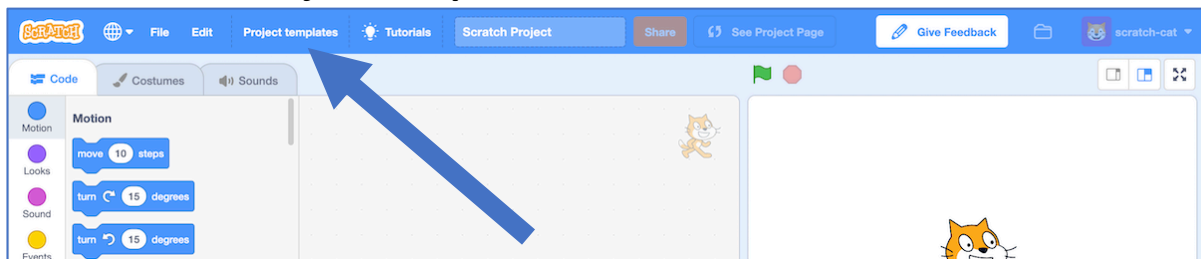 SCRATCH File Edit Project templates Tutorials Scratch Project Share See Project Page Give Feedback scratch-cat
Code Costumes Sounds
Motion
Motion
move 10 steps
Looks
turn 15 degrees
Sound
turn 15 degrees
Events